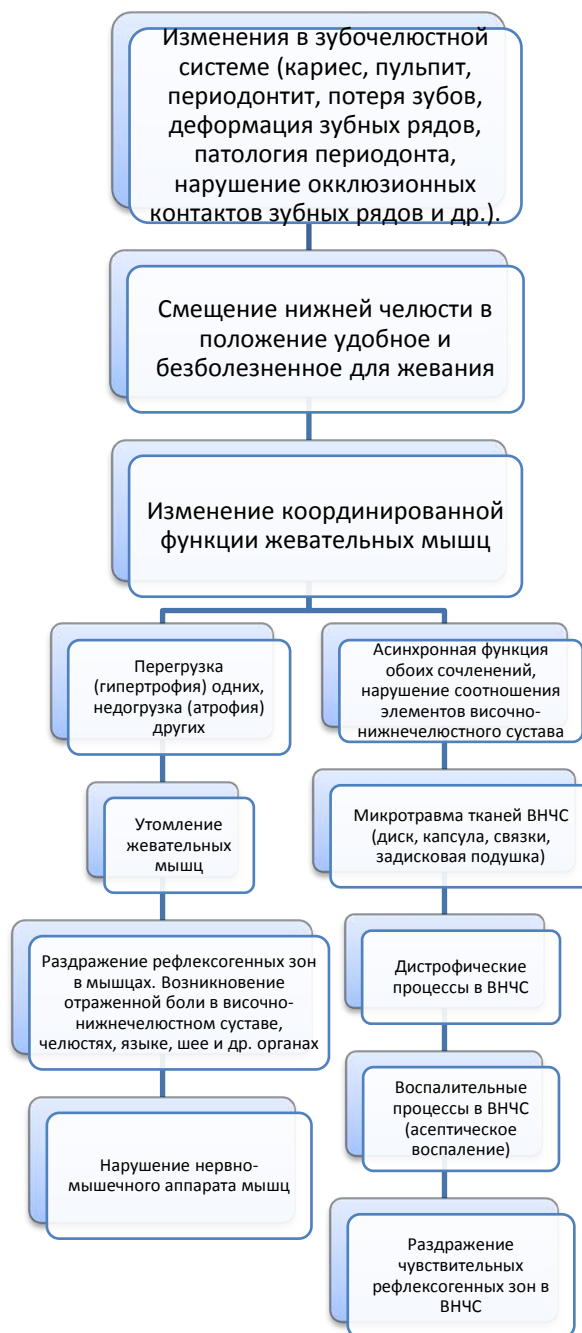 Изменения в зубочелюстной
системе (кариес, пульпит,
периодонтит, потеря зубов,
деформация зубных рядов,
патология периодонта,
нарушение окклюзионных
контактов зубных рядов и др.).
Смещение нижней челюсти в
положение удобное и
безболезненное для жевания
Изменение координированной
функции жевательных мышц
Перегрузка
(гипертрофия) одних,
недогрузка (атрофия)
других
Утомление
жевательных
мышц
Раздражение рефлексогенных зон
в мышцах. Возникновение
отраженной боли в височно-
нижнечелюстном суставе,
челюстях, языке, шее и др. органах
Нарушение нервно-
мышечного аппарата мышц
Асинхронная функция
обоих сочленений,
нарушение соотношения
элементов височно-
нижнечелюстного сустава
Микротравма тканей ВНЧС
(диск, капсула, связки,
задисковая подушка)
Дистрофические
процессы в ВНЧС
Воспалительные
процессы в ВНЧС
(асептическое
воспаление)
Раздражение
чувствительных
рефлексогенных зон в
ВНЧС